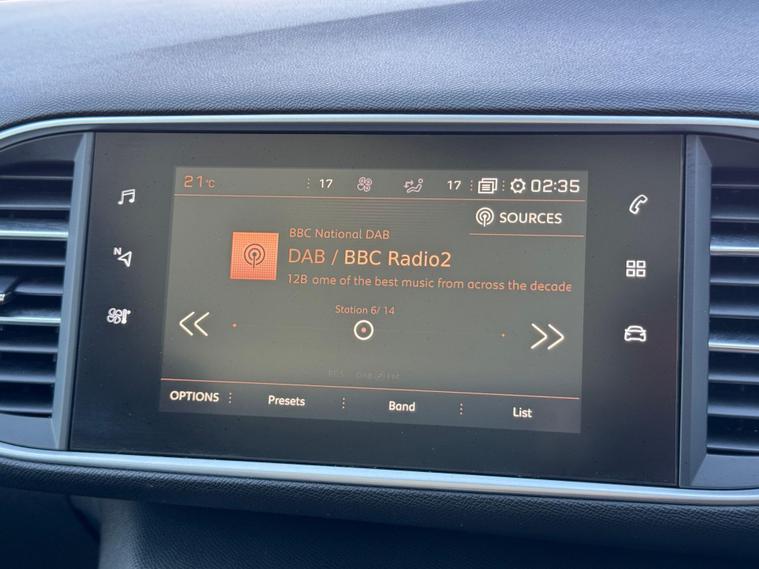 21°C 17 17 02:35
SOURCES
BBC National DAB
DAB / BBC Radio2
12B ome of the best music from across the decade
N
Station 6/ 14
OPTIONS Presets Band List